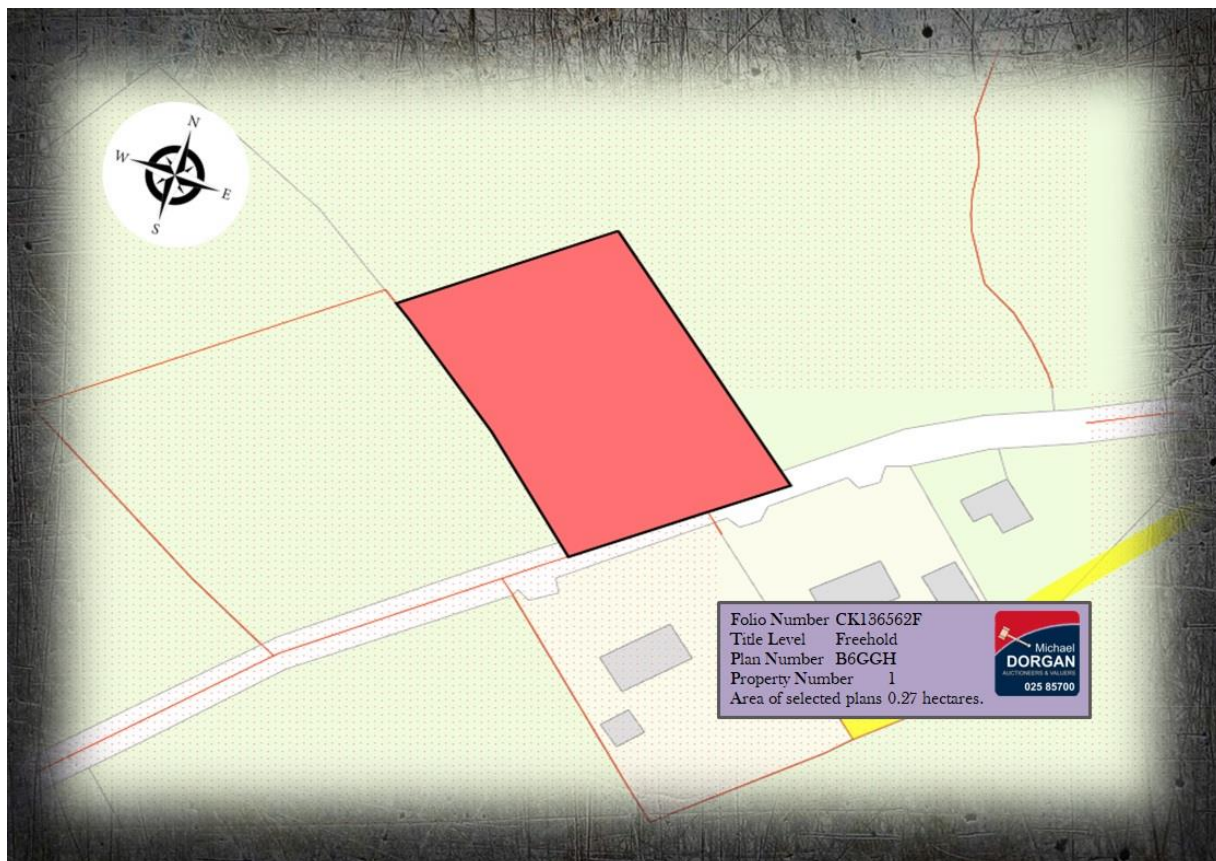 N
W
E
S
Folio Number CK136562F
Title Level Freehold
Plan Number B6GGH
Property Number 1
Area of selected plans 0.27 hectares.
Michael
DORGAN
AUCTIONEERS & VALUERS
025 85700